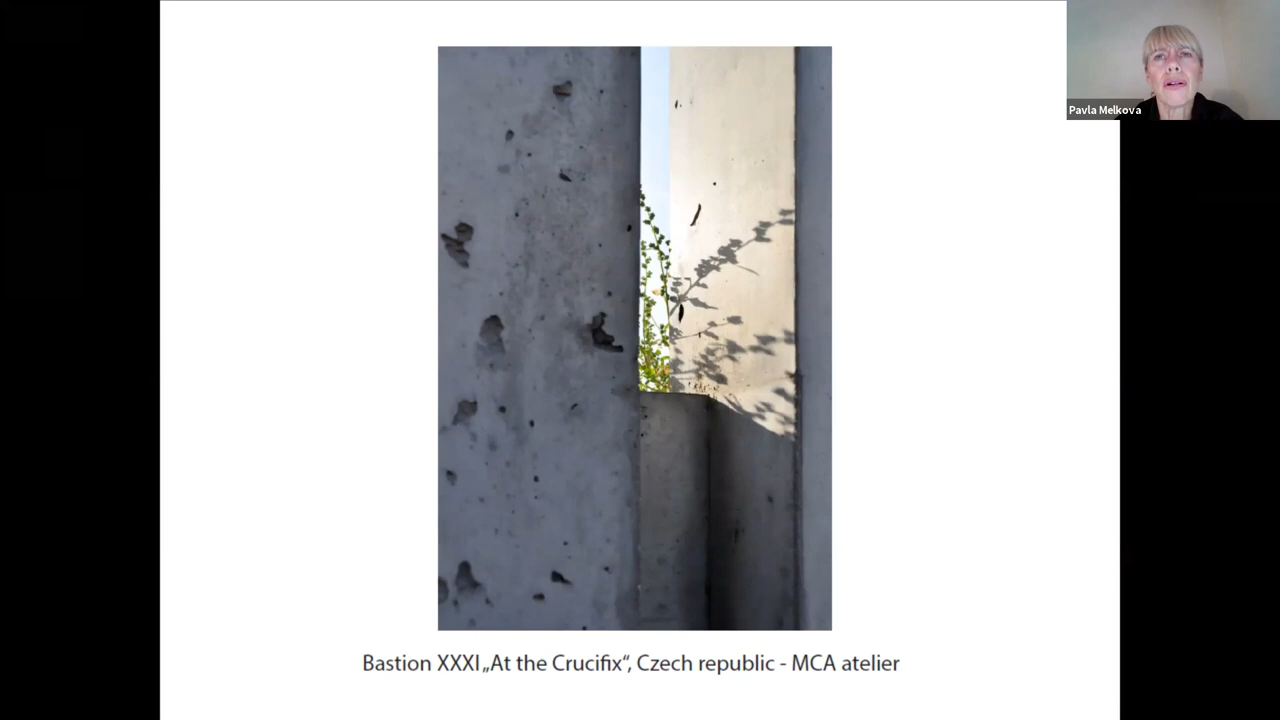 Pavla Melkova
Bastion XXXI „At the Crucifix“, Czech republic - MCA atelier